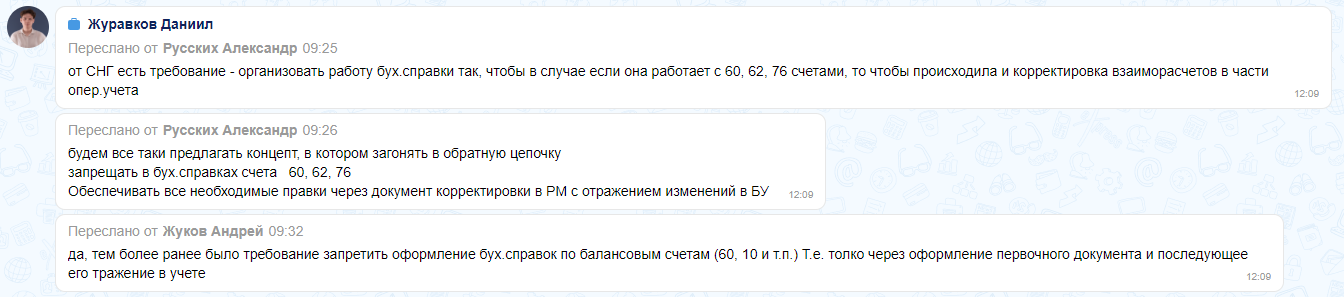 Журавков Даниил
Переслано от Русских Александр 09:25
от СНГ есть требование - организовать работу бух.справки так, чтобы в случае если она работает с 60, 62, 76 счетами, то чтобы происходила и корректировка взаиморасчетов в части
опер.учета
12:09
Переслано от Русских Александр 09:26
будем все таки предлагать концепт, в котором загонять в обратную цепочку
запрещать в бух.справках счета 60, 62, 76
Обеспечивать все необходимые правки через документ корректировки в РМ с отражением изменений в БУ
12:09
Переслано от Жуков Андрей 09:32
да, тем более ранее было требование запретить оформление бух.справок по балансовым счетам (60, 10 и т.п.) Т.е. толко через оформление первочного документа и последующее
его тражение в учете
12:09